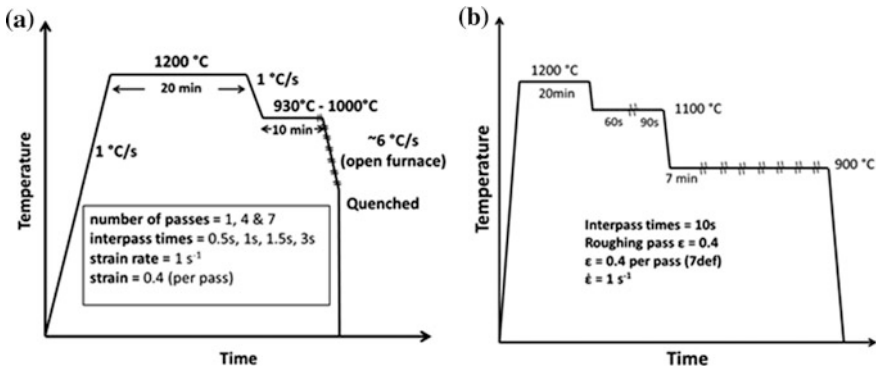 (a)
Temperature
1200 °C
20 min
1 °C/s
1 °C/s
930°C - 1000°C
10 min
~6 °C/s
(open furnace)
Quenched
number of passes = 1, 4 & 7
interpass times = 0.5s, 1s, 1.5s, 3s
strain rate = 1 s⁻¹
strain = 0.4 (per pass)
Time
(b)
Temperature
1200 °C
20min
1100 °C
60s 90s
900 °C
7 min
Interpass times = 10s
Roughing pass ε = 0.4
ε = 0.4 per pass (7def)
ε̇ = 1 s⁻¹
Time